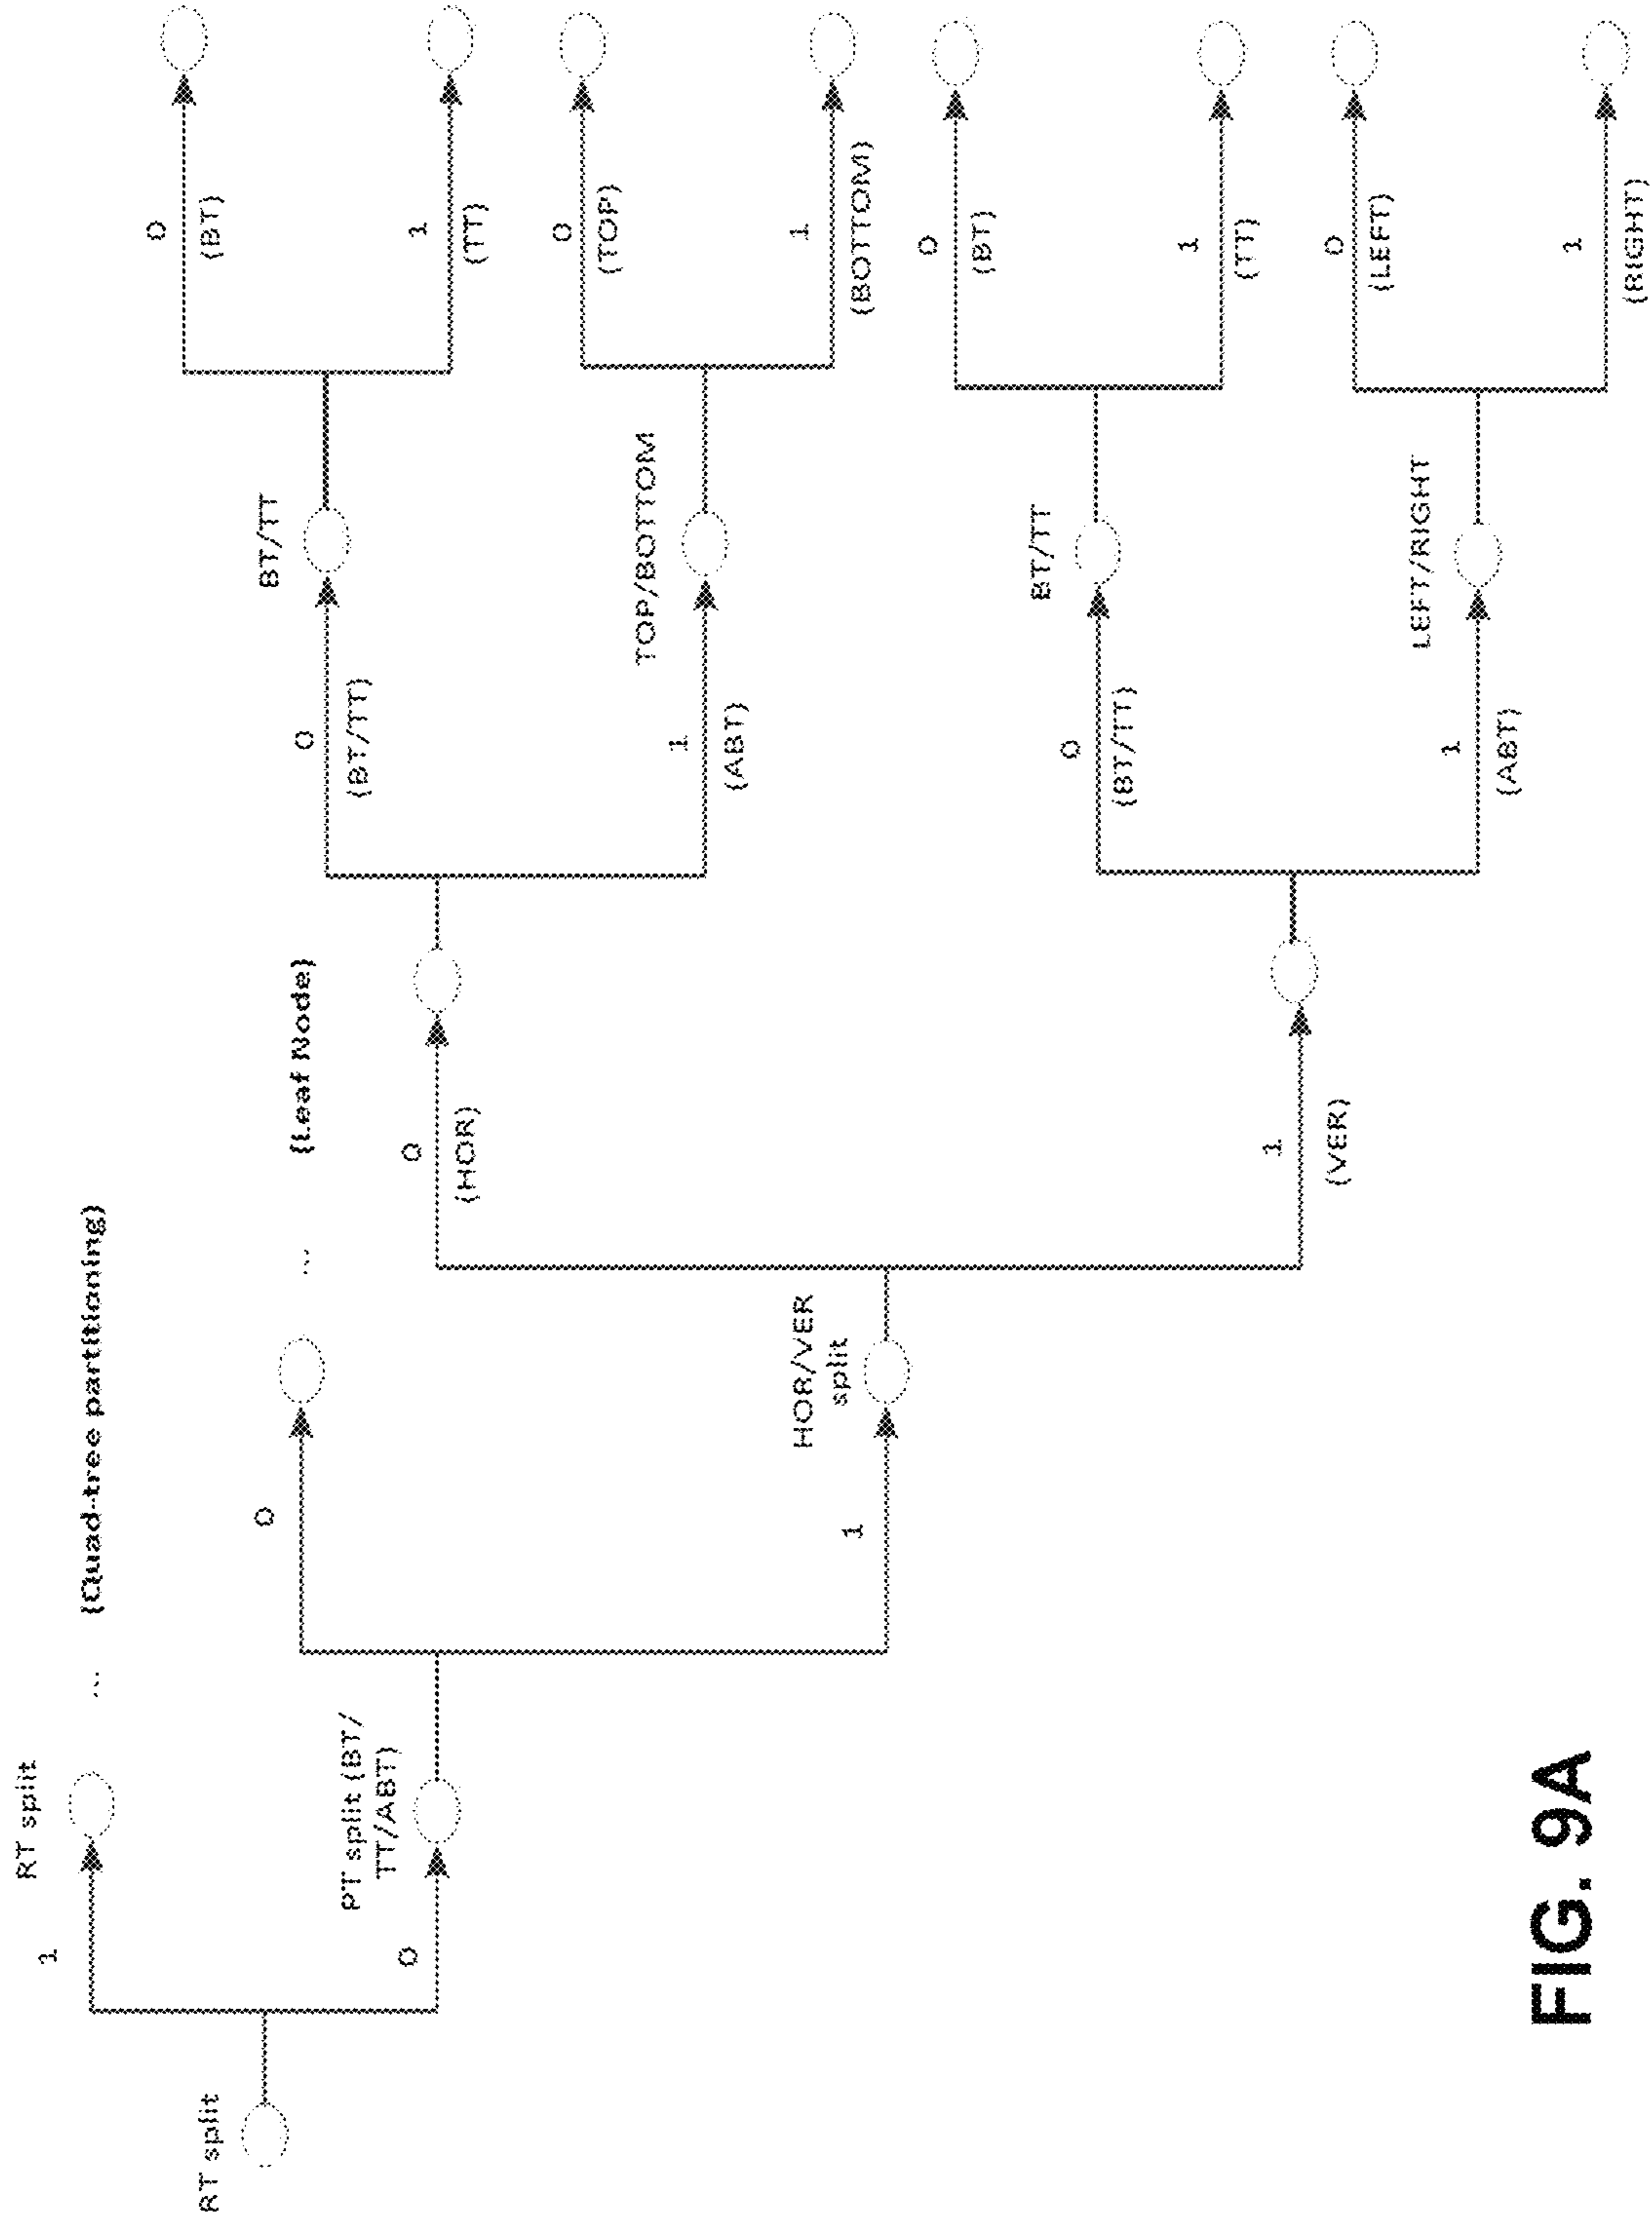 RT split
1
RT split
... {Quad-tree partitioning}
0
PT split {BT/
TT/ABT}
0
... {Leaf Node}
1
HOR/VER
split
0
{HOR}
0
{BT/TT}
BT/TT
0
{BT}
1
{TT}
1
{ABT}
TOP/BOTTOM
0
{TOP}
1
{BOTTOM}
1
{VER}
0
{BT/TT}
BT/TT
0
{BT}
1
{TT}
1
{ABT}
LEFT/RIGHT
0
{LEFT}
1
{RIGHT}
FIG. 9A